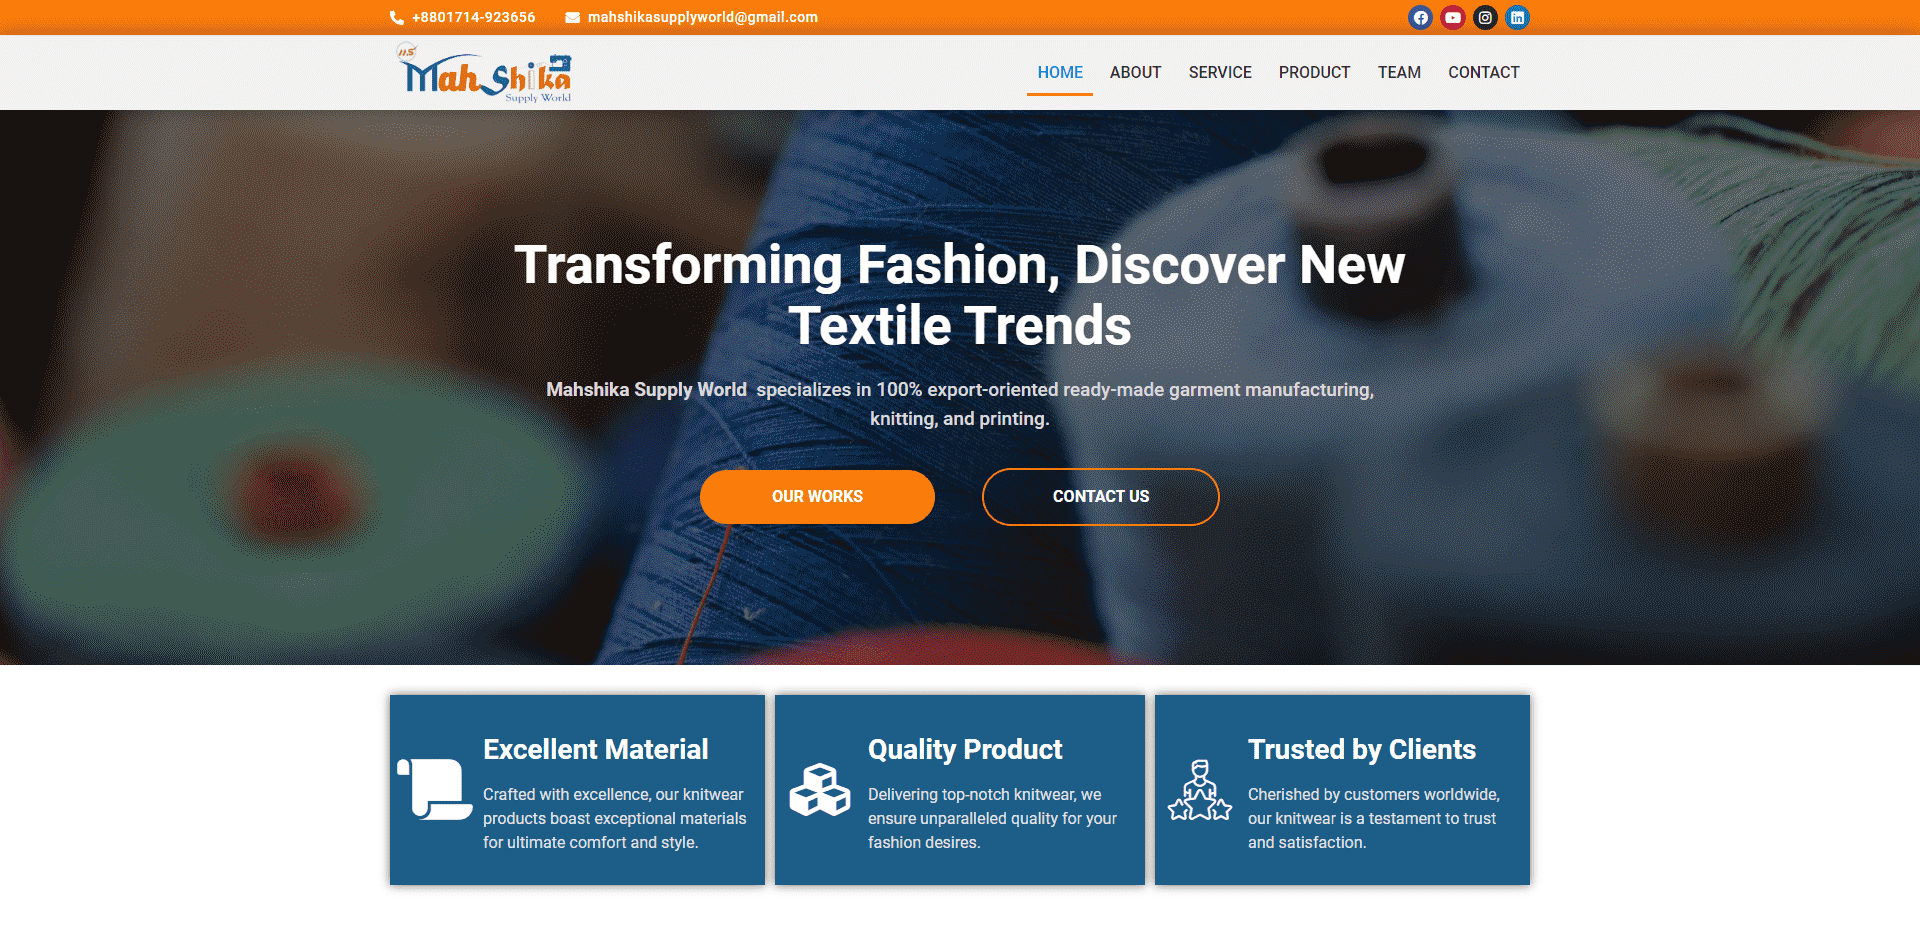 +8801714-923656 mahshikasupplyworld@gmail.com
M.S
MahShika
Supply World
HOME ABOUT SERVICE PRODUCT TEAM CONTACT
Transforming Fashion, Discover New
Textile Trends
Mahshika Supply World specializes in 100% export-oriented ready-made garment manufacturing,
knitting, and printing.
OUR WORKS CONTACT US
Excellent Material
Crafted with excellence, our knitwear
products boast exceptional materials
for ultimate comfort and style.
Quality Product
Delivering top-notch knitwear, we
ensure unparalleled quality for your
fashion desires.
Trusted by Clients
Cherished by customers worldwide,
our knitwear is a testament to trust
and satisfaction.